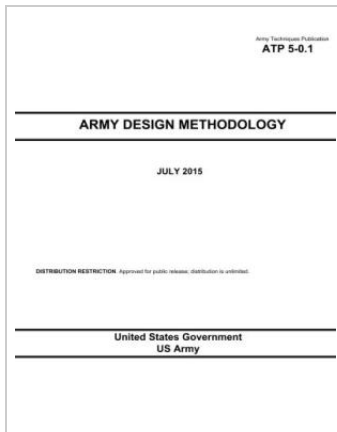 Army Techniques Publication
ATP 5-0.1
ARMY DESIGN METHODOLOGY
JULY 2015
DISTRIBUTION RESTRICTION. Approved for public release; distribution is unlimited.
United States Government
US Army